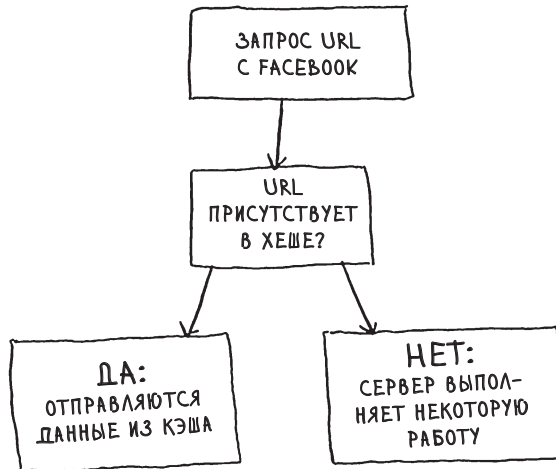 ЗАПРОС URL
С FACEBOOK
URL
ПРИСУТСТВУЕТ
В ХЕШЕ?
ДА:
ОТПРАВЛЯЮТСЯ
ДАННЫЕ ИЗ КЭША
НЕТ:
СЕРВЕР ВЫПОЛ-
НЯЕТ НЕКОТОРУЮ
РАБОТУ